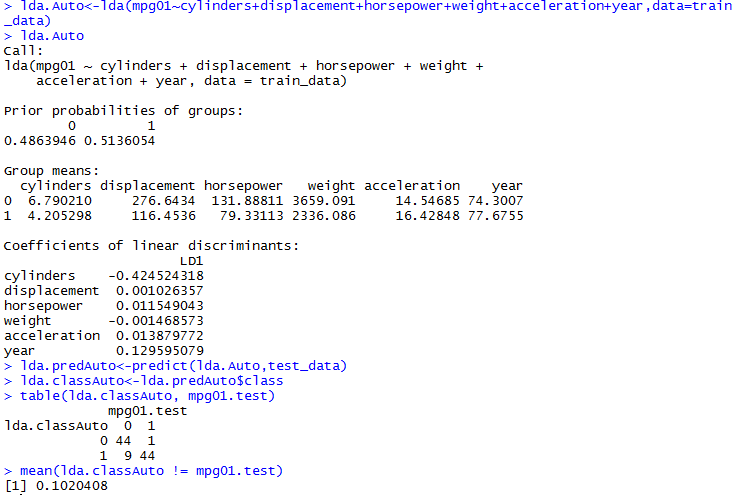 > lda.Auto<-lda(mpg01~cylinders+displacement+horsepower+weight+acceleration+year,data=train
_data)
> lda.Auto
Call:
lda(mpg01 ~ cylinders + displacement + horsepower + weight +
    acceleration + year, data = train_data)

Prior probabilities of groups:
        0         1
0.4863946 0.5136054

Group means:
  cylinders displacement horsepower   weight acceleration    year
0  6.790210     276.6434  131.88811 3659.091     14.54685 74.3007
1  4.205298     116.4536   79.33113 2336.086     16.42848 77.6755

Coefficients of linear discriminants:
                      LD1
cylinders    -0.424524318
displacement  0.001026357
horsepower    0.011549043
weight       -0.001468573
acceleration  0.013879772
year          0.129595079
> lda.predAuto<-predict(lda.Auto,test_data)
> lda.classAuto<-lda.predAuto$class
> table(lda.classAuto, mpg01.test)
             mpg01.test
lda.classAuto  0  1
            0 44  1
            1  9 44
> mean(lda.classAuto != mpg01.test)
[1] 0.1020408